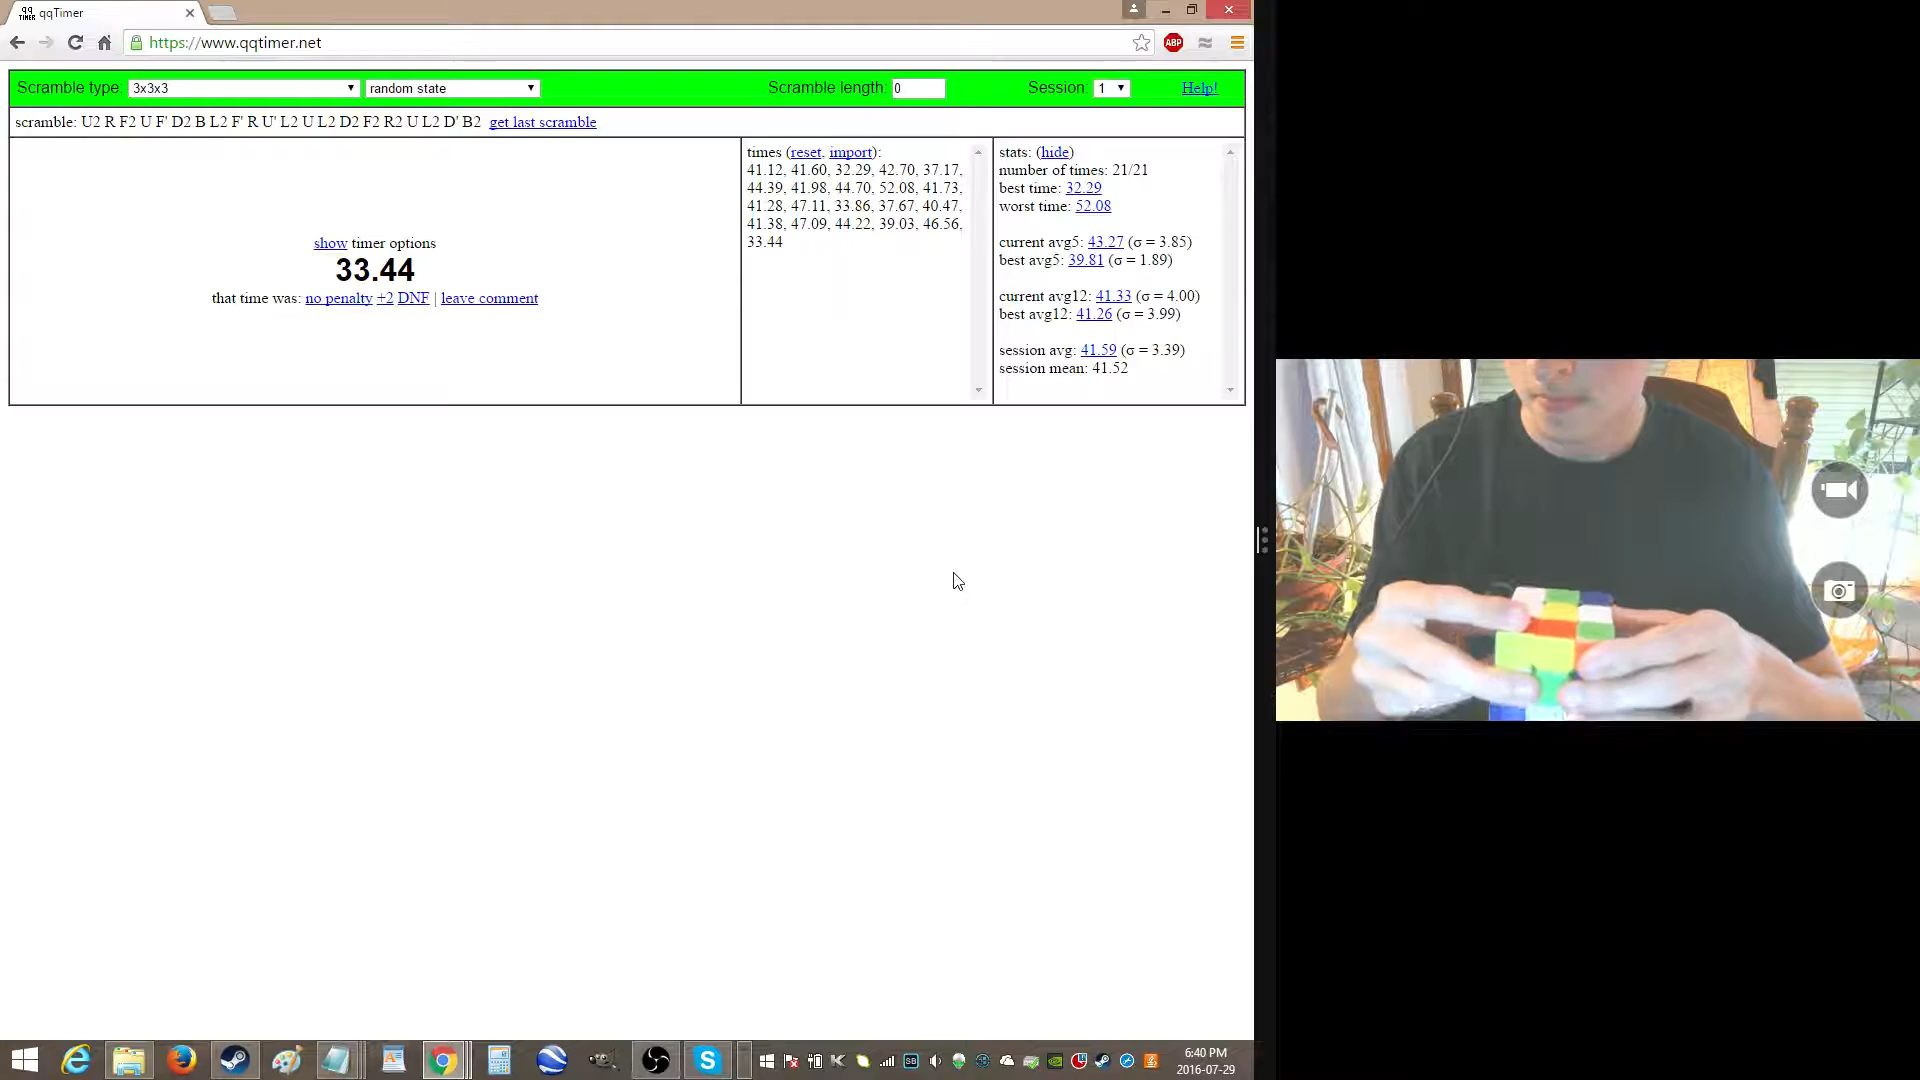 qqTimer
https://www.qqtimer.net
ABP
Scramble type: 3x3x3 random state Scramble length: 0 Session: 1 Help!
scramble: U2 R F2 U F' D2 B L2 F' R U' L2 U L2 D2 F2 R2 U L2 D' B2 get last scramble
show timer options
33.44
that time was: no penalty +2 DNF | leave comment
times (reset, import):
41.12, 41.60, 32.29, 42.70, 37.17,
44.39, 41.98, 44.70, 52.08, 41.73,
41.28, 47.11, 33.86, 37.67, 40.47,
41.38, 47.09, 44.22, 39.03, 46.56,
33.44
stats: (hide)
number of times: 21/21
best time: 32.29
worst time: 52.08
current avg5: 43.27 (σ = 3.85)
best avg5: 39.81 (σ = 1.89)
current avg12: 41.33 (σ = 4.00)
best avg12: 41.26 (σ = 3.99)
session avg: 41.59 (σ = 3.39)
session mean: 41.52
6:40 PM
2016-07-29